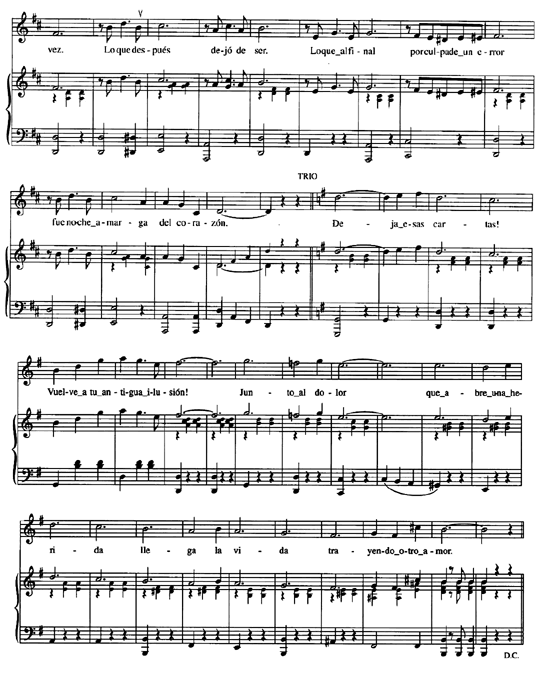 vez. Lo que des - pués de - jó de ser. Lo que_al fi - nal por cul - pa de_un e - rror
TRIO
fue no - che_a - mar - ga del co - ra - zón. De - ja_e - sas car - tas!
Vuel - ve_a tu_an - ti - gua_i - lu - sión! Jun - to_al do - lor que_a - bre_una_he -
ri - da lle - ga la vi - da tra - yen - do_o - tro_a - mor.
D.C.